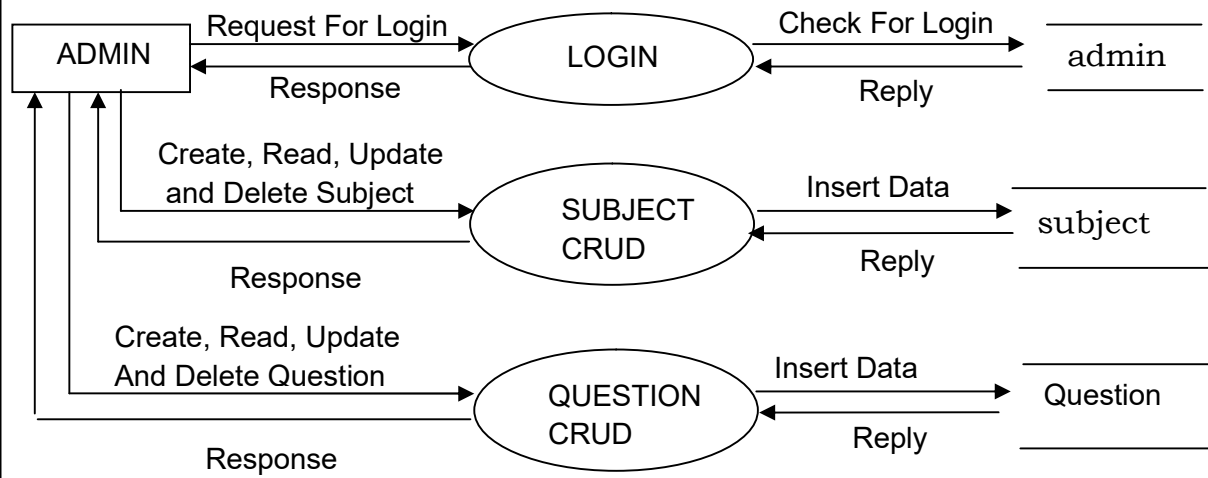 Request For Login
Check For Login
ADMIN
LOGIN
admin
Response
Reply
Create, Read, Update
and Delete Subject
Insert Data
SUBJECT
CRUD
subject
Response
Reply
Create, Read, Update
And Delete Question
Insert Data
QUESTION
CRUD
Question
Response
Reply